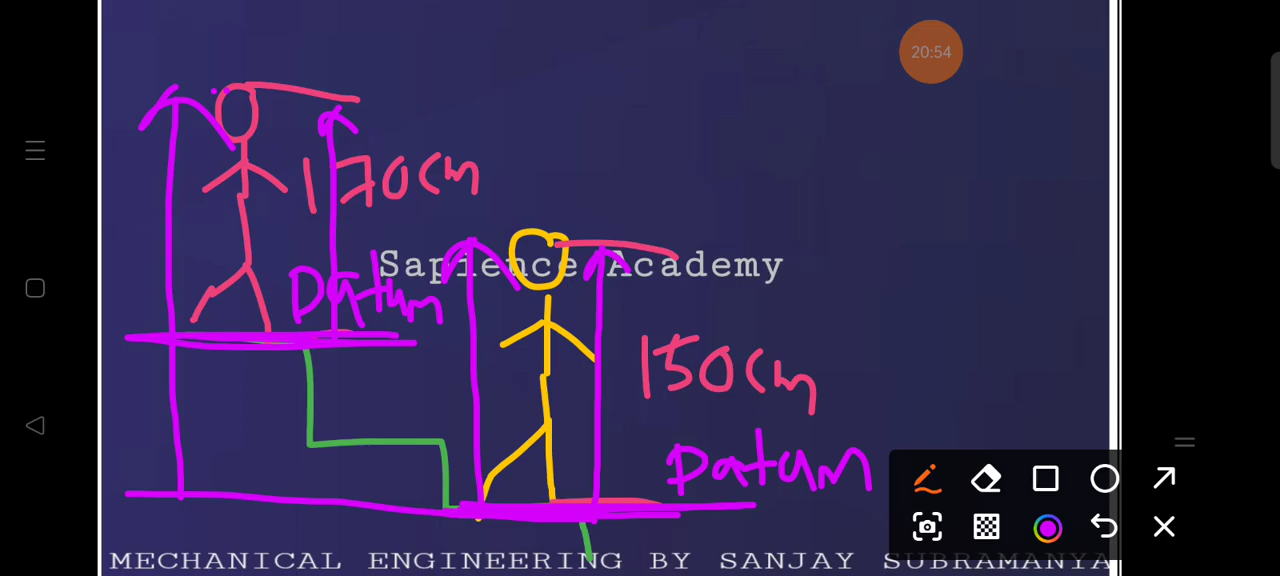 20:54
170cm
Sapience Academy
Datum
150cm
Datum
MECHANICAL ENGINEERING BY SANJAY SUBRAMANYA